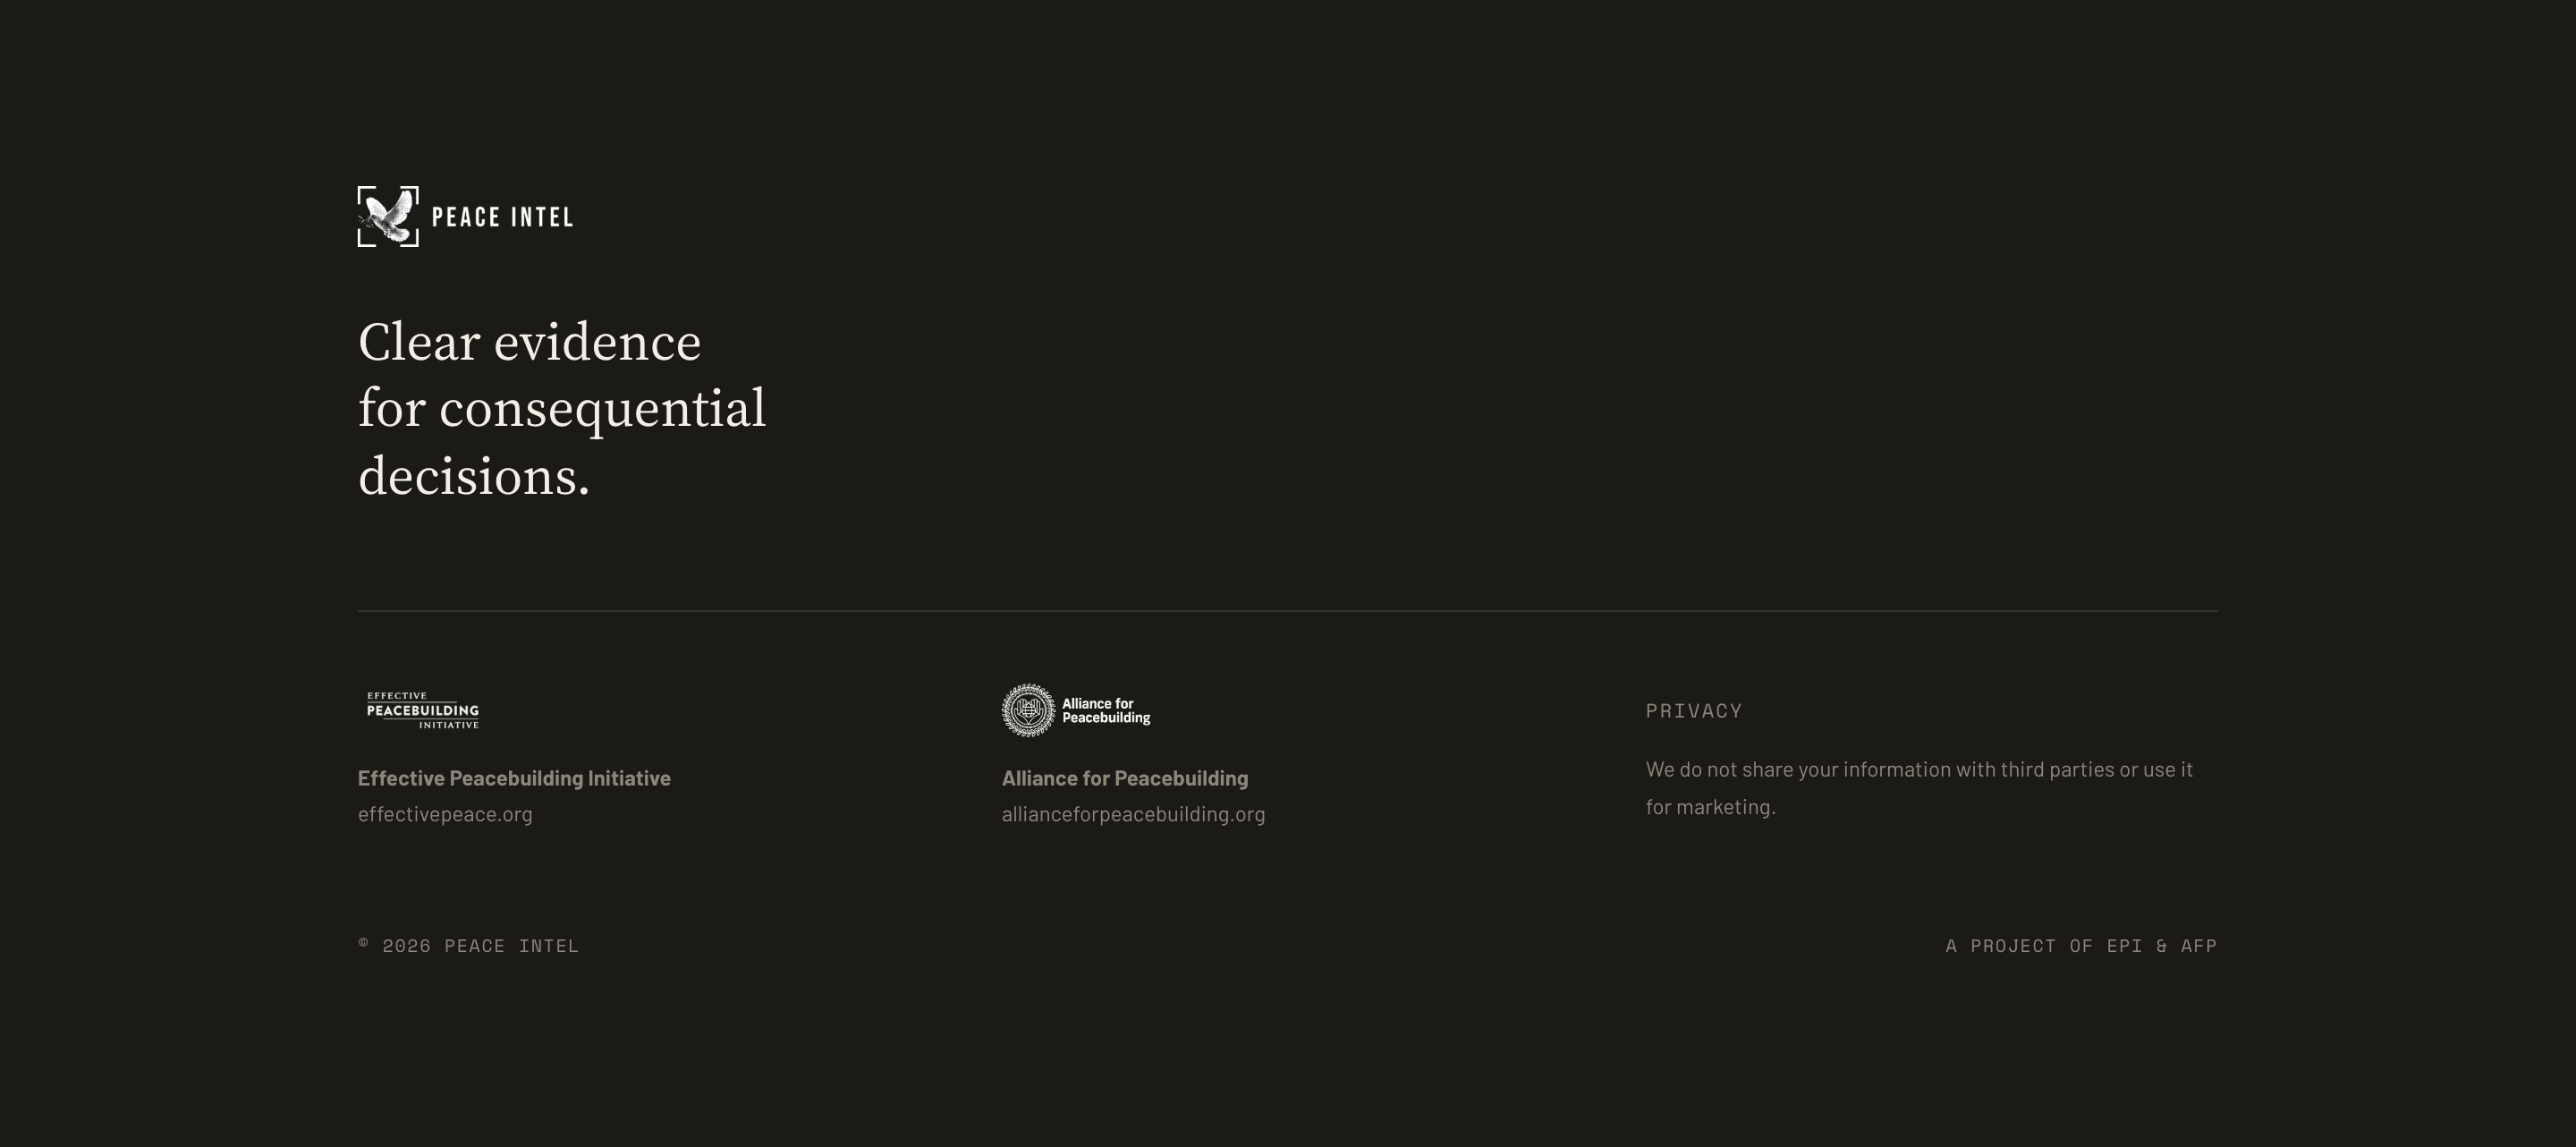 PEACE INTEL
Clear evidence
for consequential
decisions.
EFFECTIVE
PEACEBUILDING
INITIATIVE
Effective Peacebuilding Initiative
effectivepeace.org
Alliance for
Peacebuilding
Alliance for Peacebuilding
allianceforpeacebuilding.org
PRIVACY
We do not share your information with third parties or use it
for marketing.
© 2026 PEACE INTEL
A PROJECT OF EPI & AFP